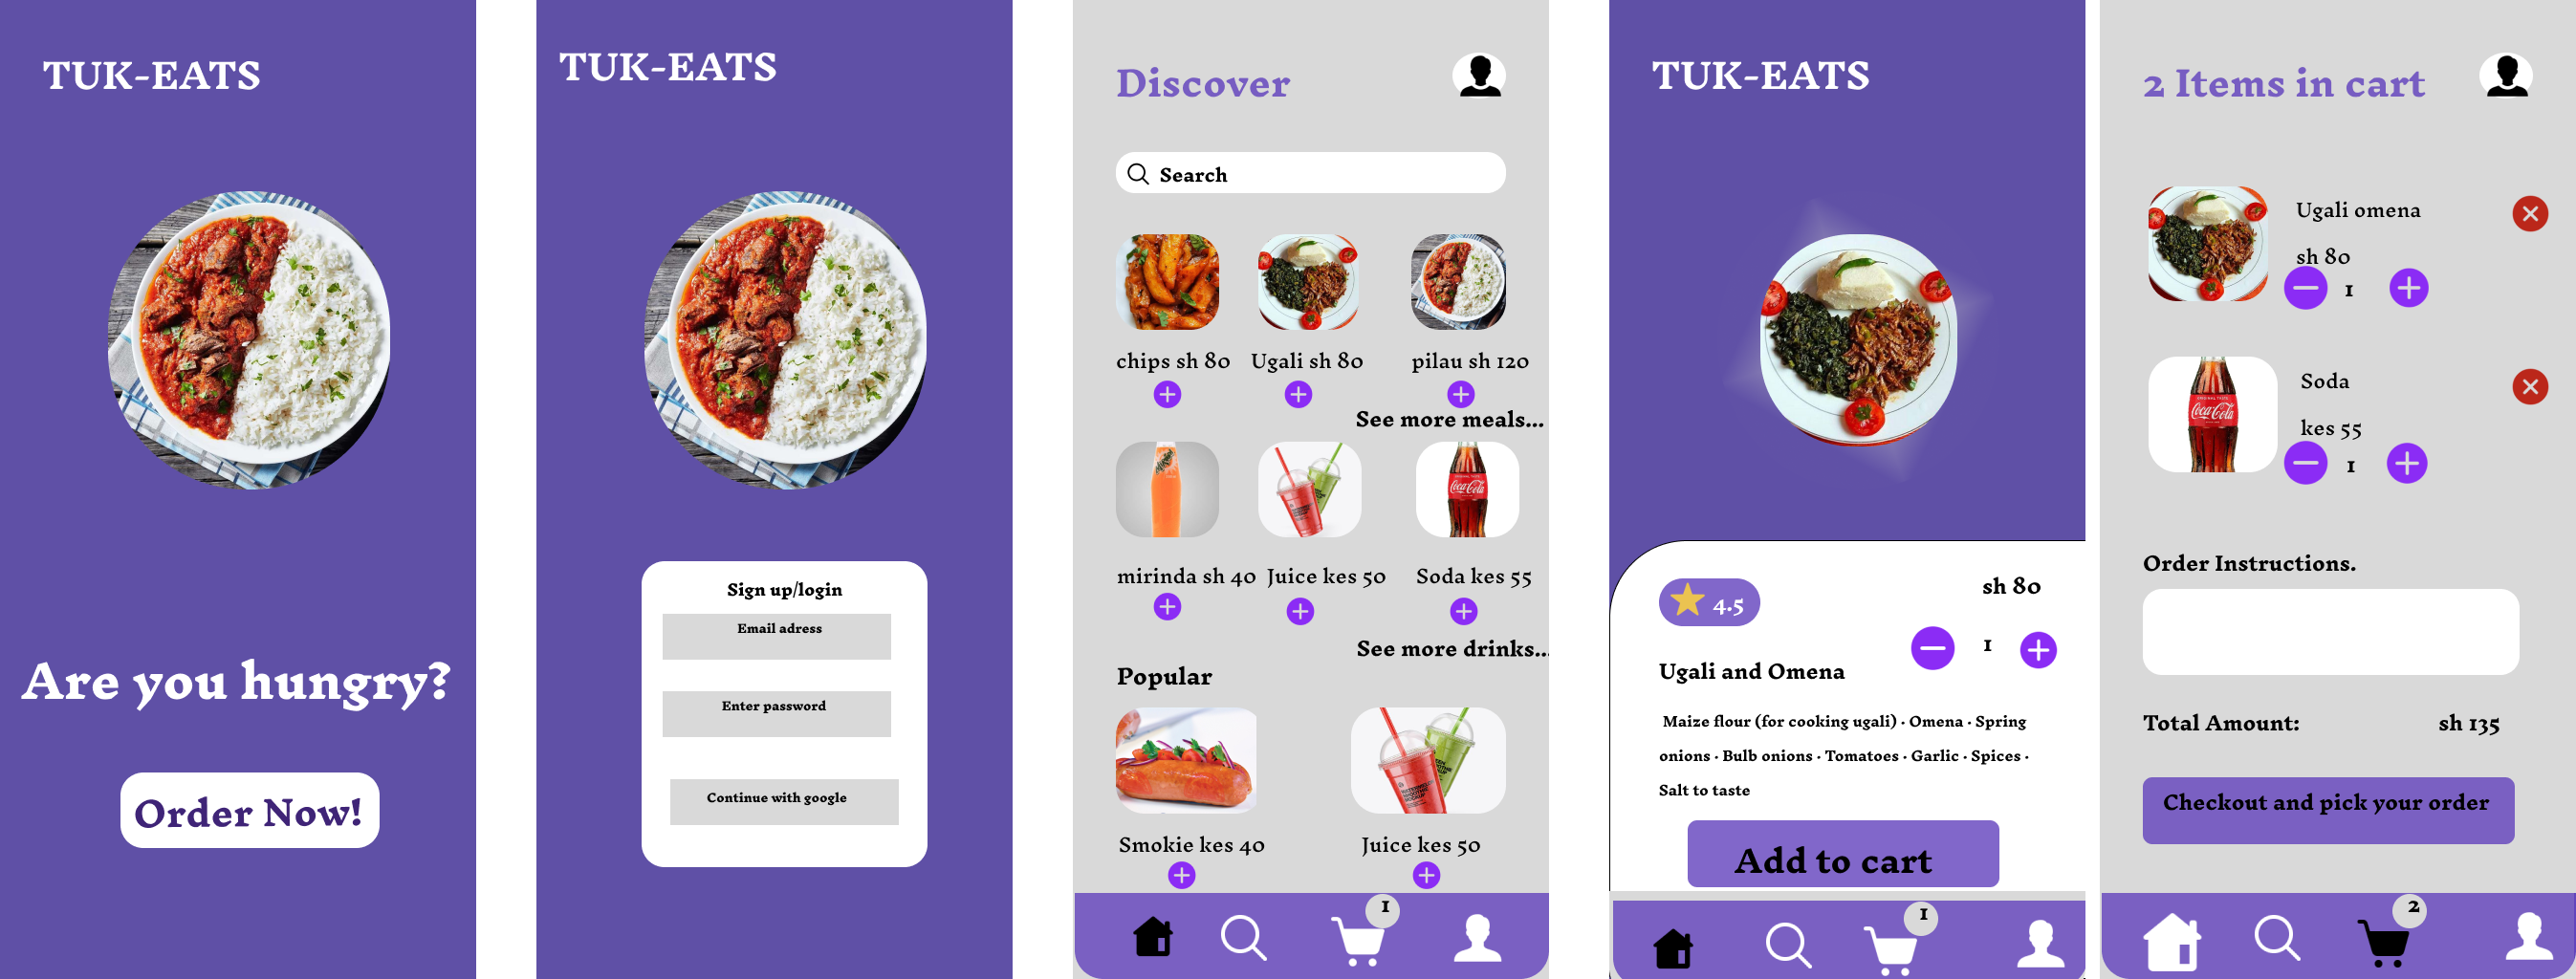 TUK-EATS
Are you hungry?
Order Now!
TUK-EATS
Sign up/login
Email adress
Enter password
Continue with google
Discover
Search
chips sh 80
Ugali sh 80
pilau sh 120
See more meals...
Coca-Cola
mirinda sh 40
Juice kes 50
Soda kes 55
See more drinks...
Popular
Smokie kes 40
Juice kes 50
1
TUK-EATS
4.5
sh 80
1
Ugali and Omena
Maize flour (for cooking ugali) · Omena · Spring
onions · Bulb onions · Tomatoes · Garlic · Spices ·
Salt to taste
Add to cart
1
2 Items in cart
Ugali omena
sh 80
1
Soda
Coca-Cola
kes 55
1
Order Instructions.
Total Amount:
sh 135
Checkout and pick your order
2